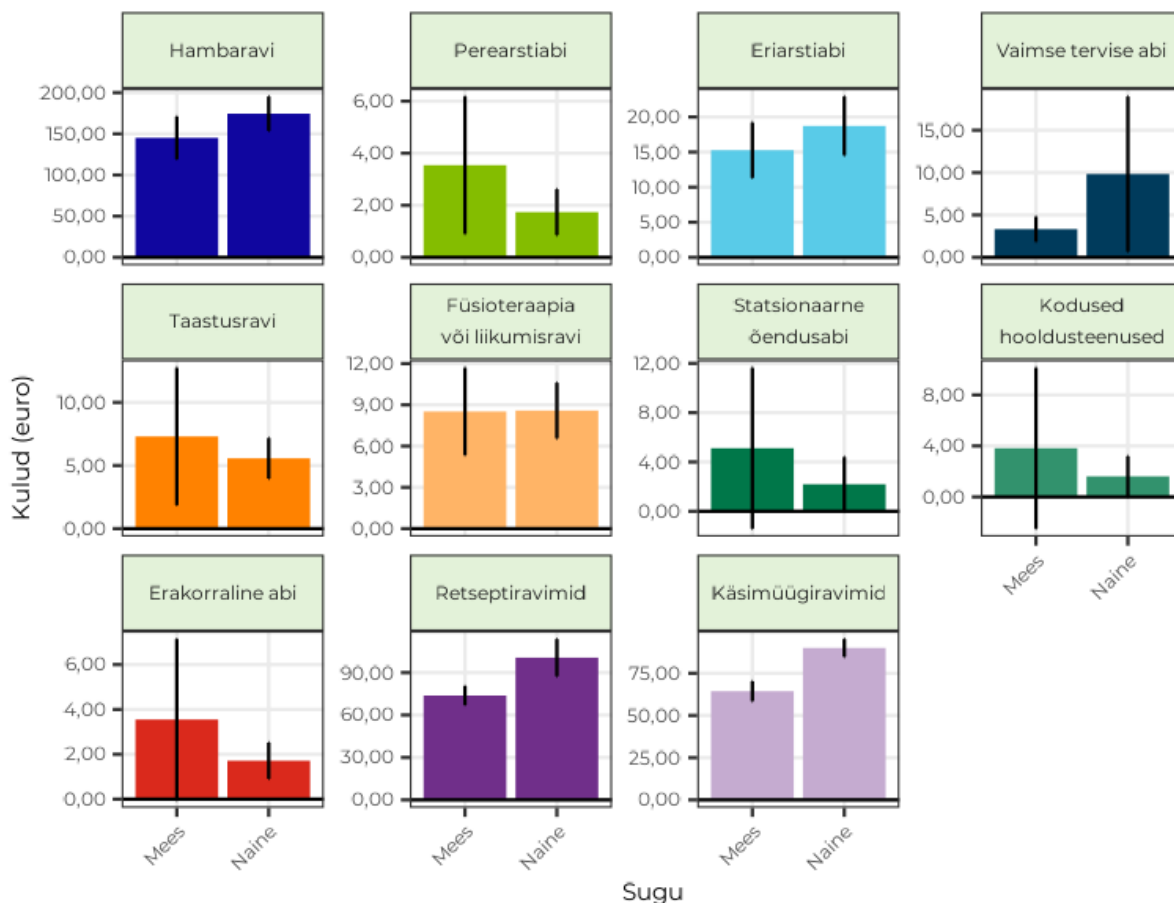 Hambaravi
Perearstiabi
Eriarstiabi
Vaimse tervise abi
200,00
150,00
100,00
50,00
0,00
6,00
4,00
2,00
0,00
20,00
15,00
10,00
5,00
0,00
15,00
10,00
5,00
0,00
Taastusravi
Füsioteraapia
või liikumisravi
Statsionaarne
õendusabi
Kodused
hooldusteenused
Kulud (euro)
10,00
5,00
0,00
12,00
9,00
6,00
3,00
0,00
12,00
8,00
4,00
0,00
8,00
4,00
0,00
Mees
Naine
Erakorraline abi
Retseptiravimid
Käsimüügiravimid
6,00
4,00
2,00
0,00
90,00
60,00
30,00
0,00
75,00
50,00
25,00
0,00
Mees
Naine
Mees
Naine
Mees
Naine
Sugu